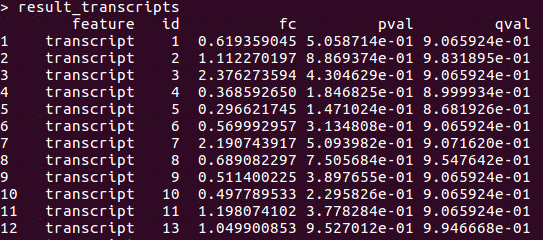 > result_transcripts
feature id fc pval qval
1 transcript 1 0.619359045 5.058714e-01 9.065924e-01
2 transcript 2 1.112270197 8.869374e-01 9.831895e-01
3 transcript 3 2.376273594 4.304629e-01 9.065924e-01
4 transcript 4 0.368592650 1.846825e-01 8.999934e-01
5 transcript 5 0.296621745 1.471024e-01 8.681926e-01
6 transcript 6 0.569992957 3.134808e-01 9.065924e-01
7 transcript 7 2.190743917 5.093982e-01 9.071620e-01
8 transcript 8 0.689082297 7.505684e-01 9.547642e-01
9 transcript 9 0.511400225 3.897655e-01 9.065924e-01
10 transcript 10 0.497789533 2.295826e-01 9.065924e-01
11 transcript 11 1.198074102 3.778284e-01 9.065924e-01
12 transcript 13 1.049900853 9.527012e-01 9.946668e-01